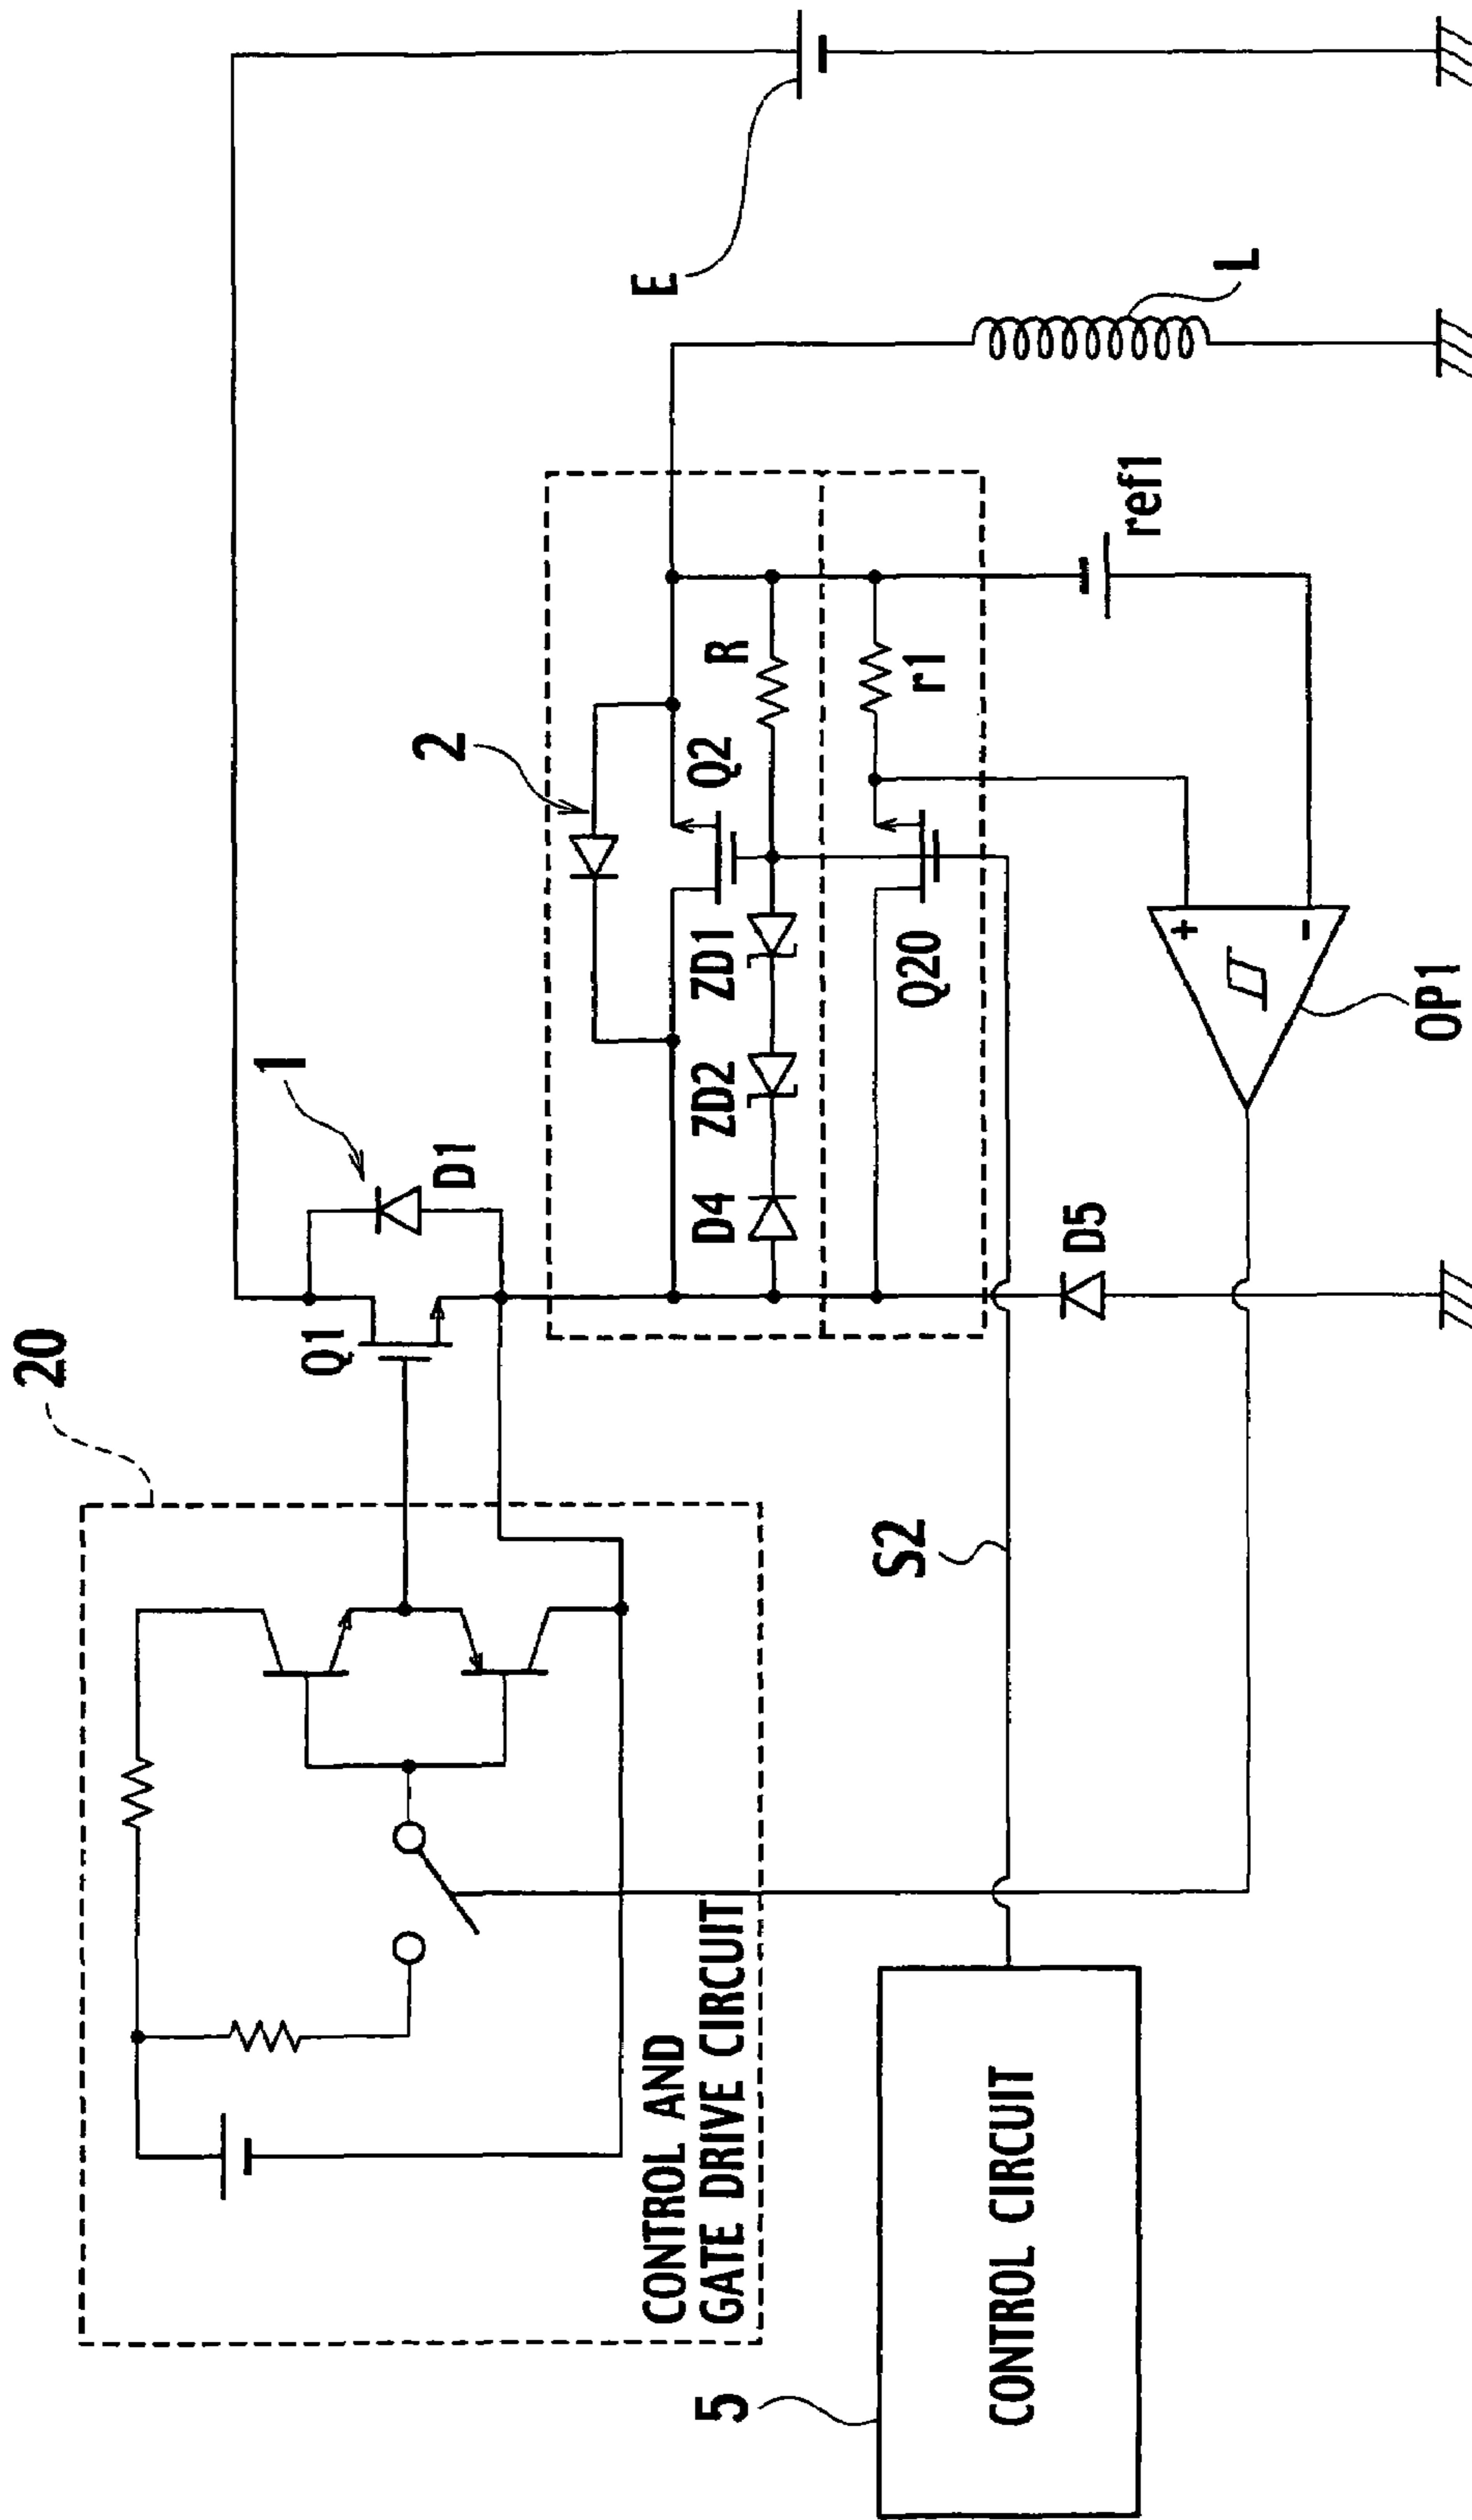 20
Q1
1
D1
2
E
L
Q2
R
D4
ZD2
ZD1
Q20
r1
ref1
D5
+
-
OP1
S2
CONTROL AND
GATE DRIVE CIRCUIT
5
CONTROL CIRCUIT